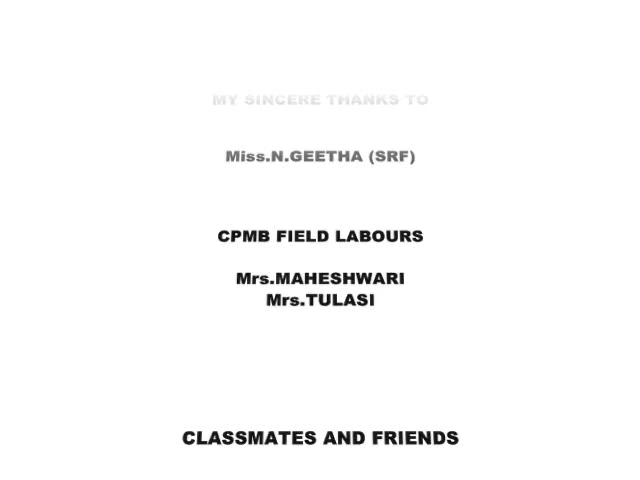 MY SINCERE THANKS TO
Miss.N.GEETHA (SRF)
CPMB FIELD LABOURS
Mrs.MAHESHWARI
Mrs.TULASI
CLASSMATES AND FRIENDS